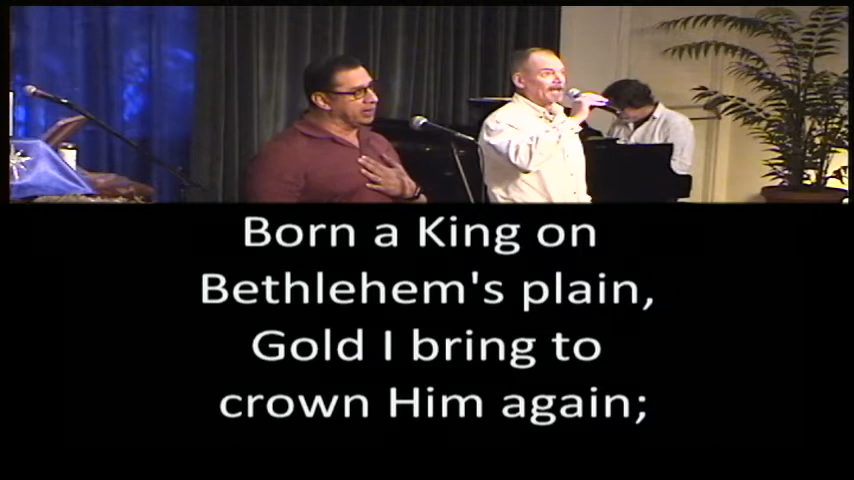 Born a King on
Bethlehem's plain,
Gold I bring to
crown Him again;